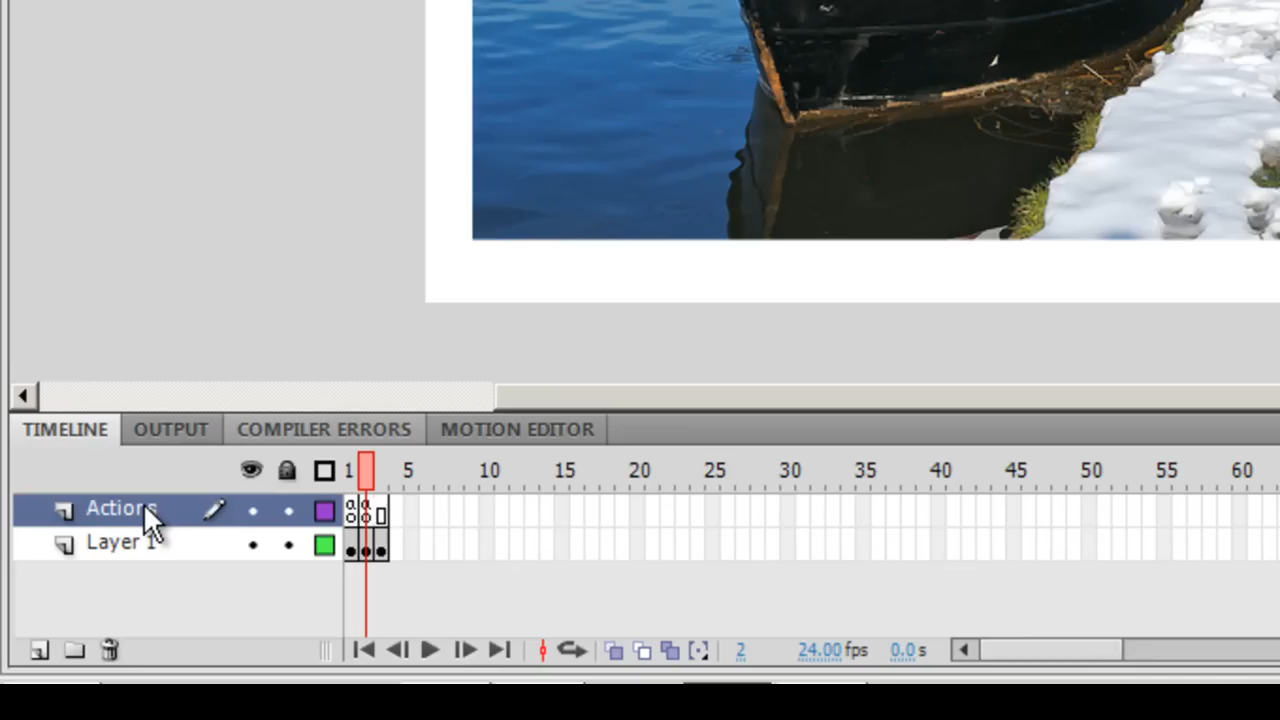 TIMELINE OUTPUT COMPILER ERRORS MOTION EDITOR
1 5 10 15 20 25 30 35 40 45 50 55 60
Actions
Layer 1
2 24.00 fps 0.0 s